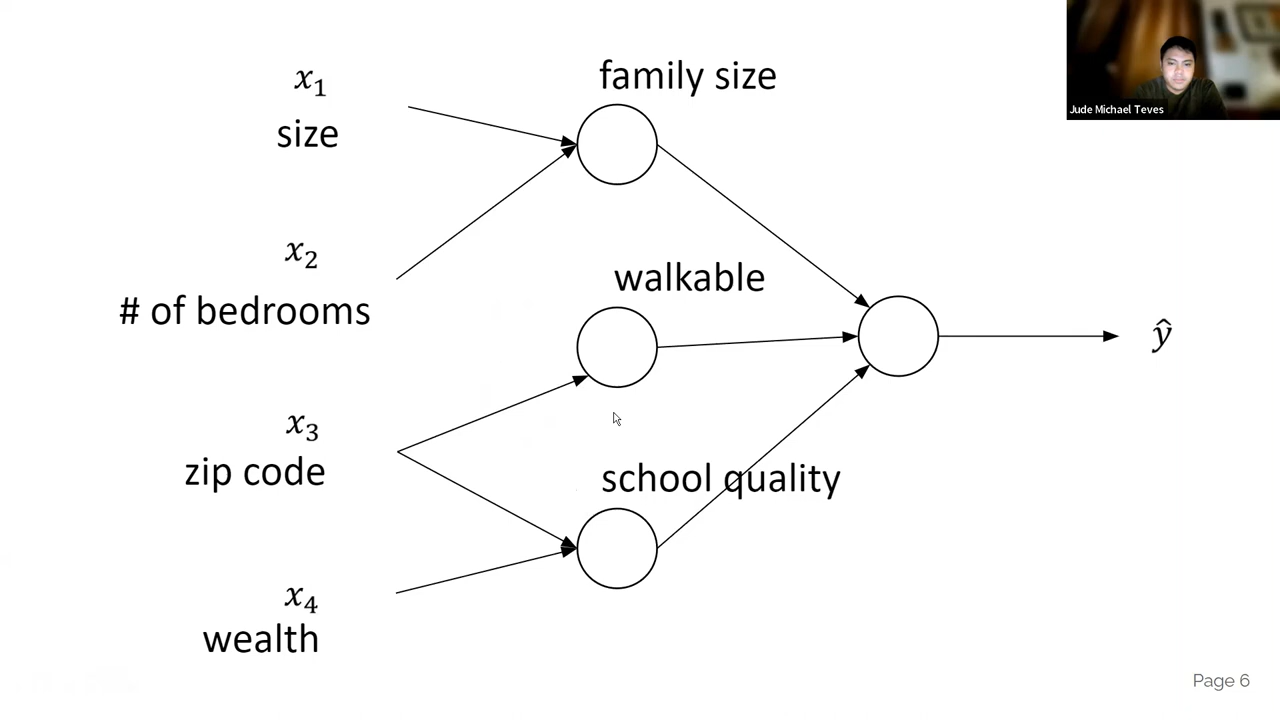 x₁
size
x₂
# of bedrooms
x₃
zip code
x₄
wealth
family size
walkable
school quality
ŷ
Jude Michael Teves
Page 6